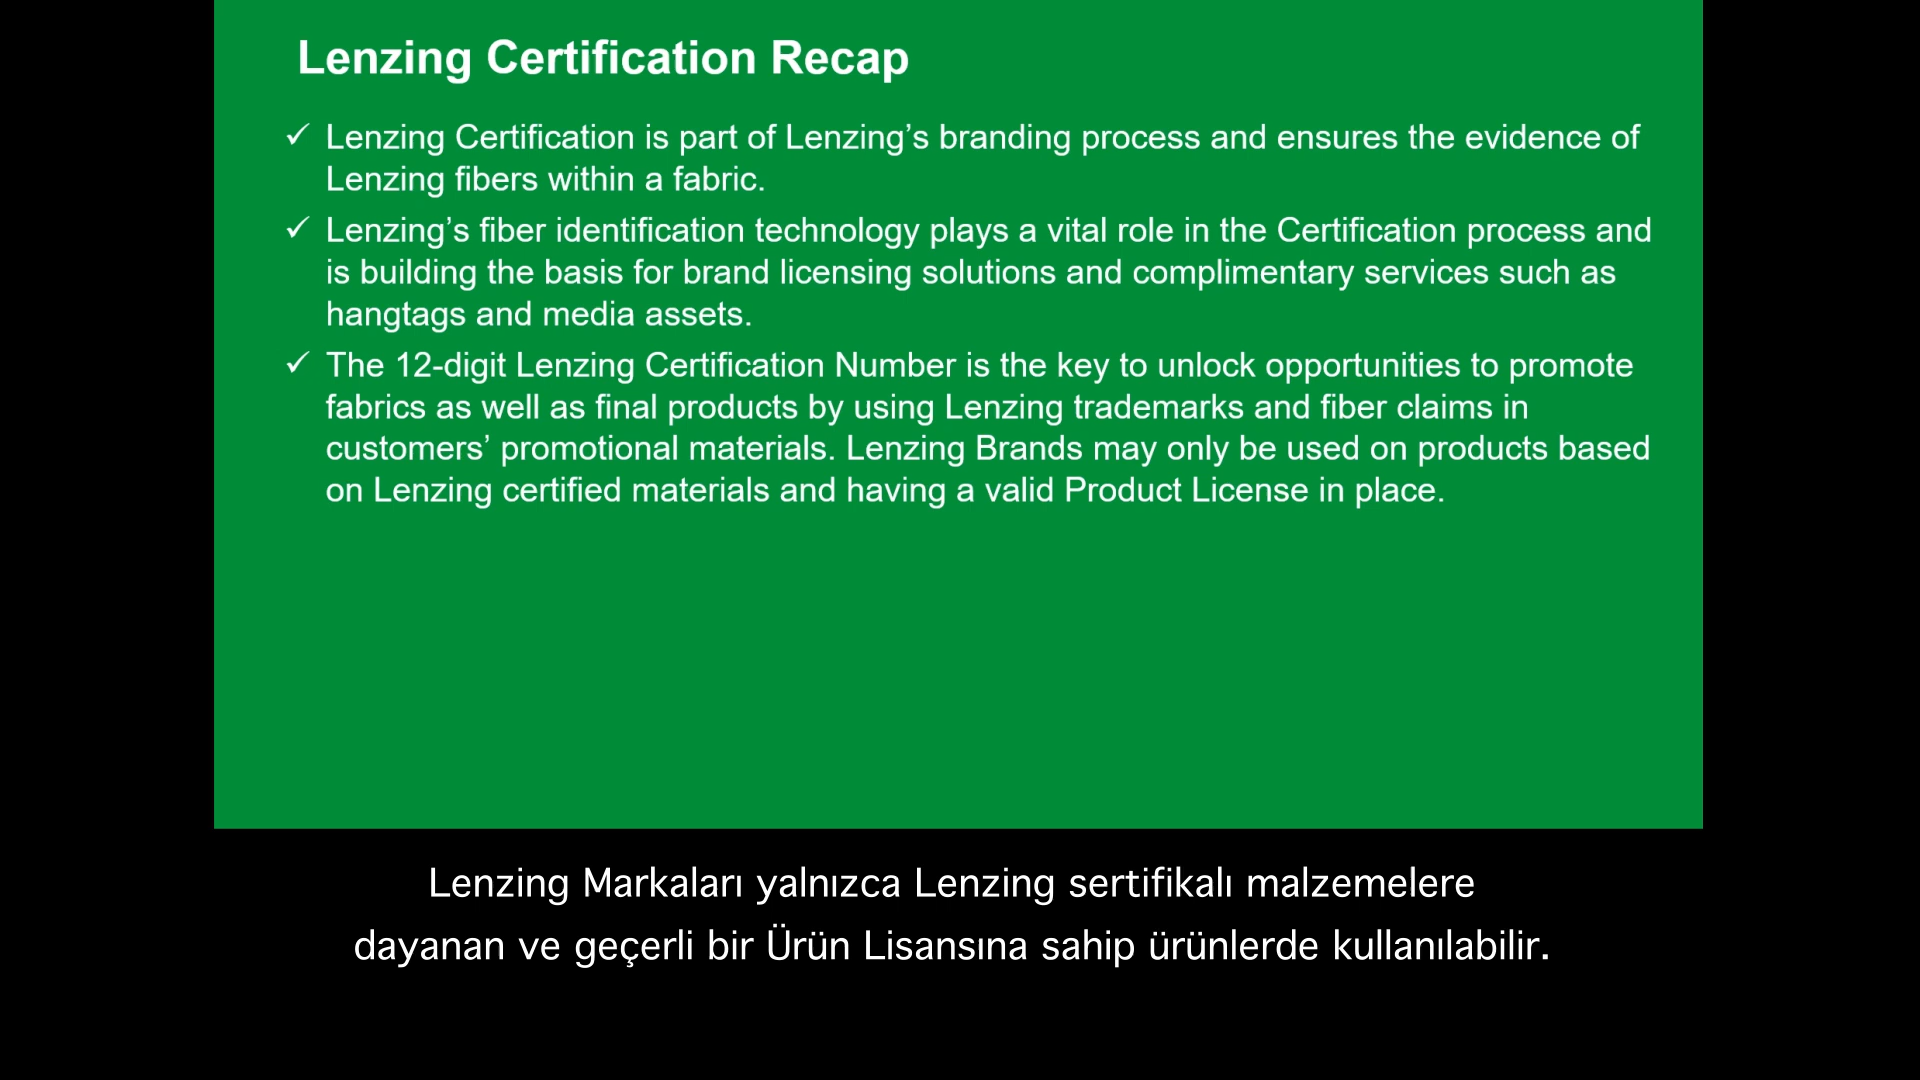 Lenzing Certification Recap
✓ Lenzing Certification is part of Lenzing’s branding process and ensures the evidence of
Lenzing fibers within a fabric.
✓ Lenzing’s fiber identification technology plays a vital role in the Certification process and
is building the basis for brand licensing solutions and complimentary services such as
hangtags and media assets.
✓ The 12-digit Lenzing Certification Number is the key to unlock opportunities to promote
fabrics as well as final products by using Lenzing trademarks and fiber claims in
customers’ promotional materials. Lenzing Brands may only be used on products based
on Lenzing certified materials and having a valid Product License in place.
Lenzing Markaları yalnızca Lenzing sertifikalı malzemelere
dayanan ve geçerli bir Ürün Lisansına sahip ürünlerde kullanılabilir.